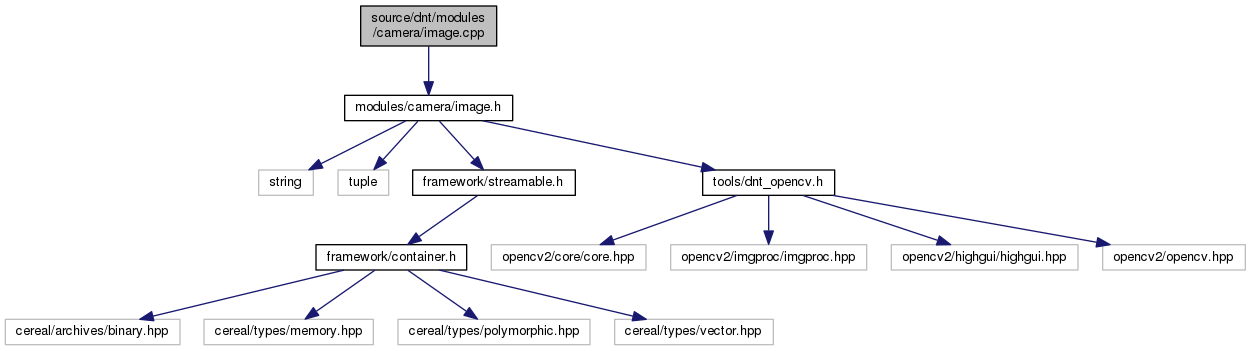 source/dnt/modules
/camera/image.cpp
modules/camera/image.h
string
tuple
framework/streamable.h
tools/dnt_opencv.h
framework/container.h
opencv2/core/core.hpp
opencv2/imgproc/imgproc.hpp
opencv2/highgui/highgui.hpp
opencv2/opencv.hpp
cereal/archives/binary.hpp
cereal/types/memory.hpp
cereal/types/polymorphic.hpp
cereal/types/vector.hpp